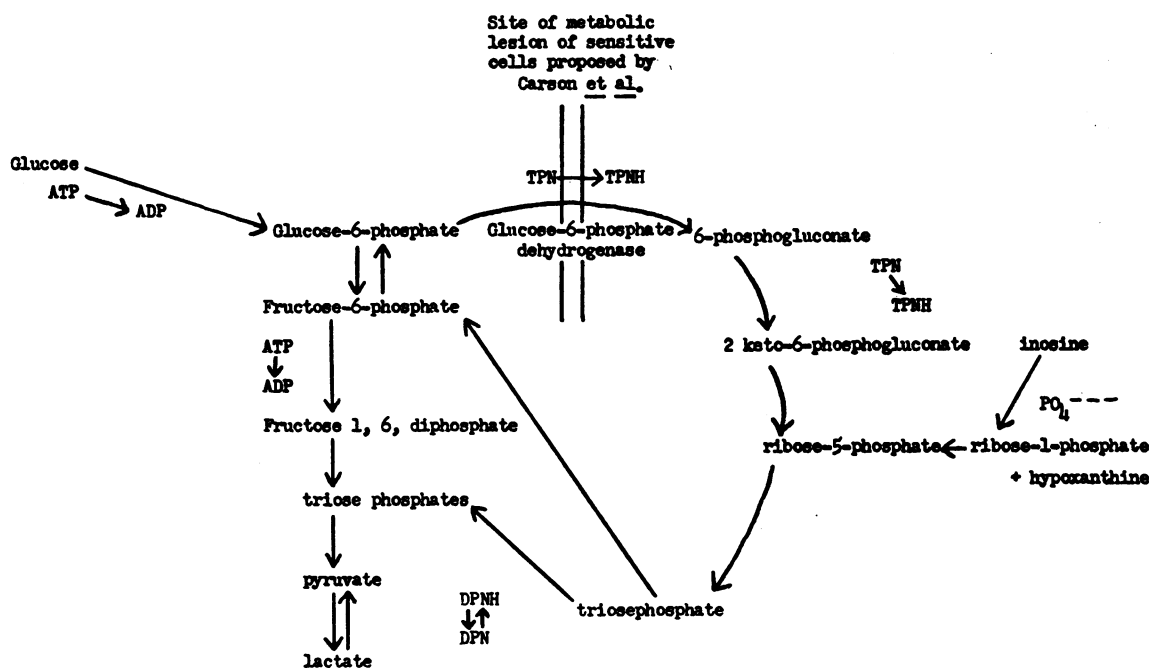 Site of metabolic
lesion of sensitive
cells proposed by
Carson et al.
Glucose
ATP
ADP
TPN
TPNH
Glucose-6-phosphate
Glucose-6-phosphate
dehydrogenase
6-phosphogluconate
TPN
TPNH
Fructose-6-phosphate
ATP
ADP
2 keto-6-phosphogluconate
inosine
PO4---
Fructose 1, 6, diphosphate
ribose-5-phosphate
ribose-1-phosphate
+ hypoxanthine
triose phosphates
pyruvate
DPNH
DPN
triosephosphate
lactate